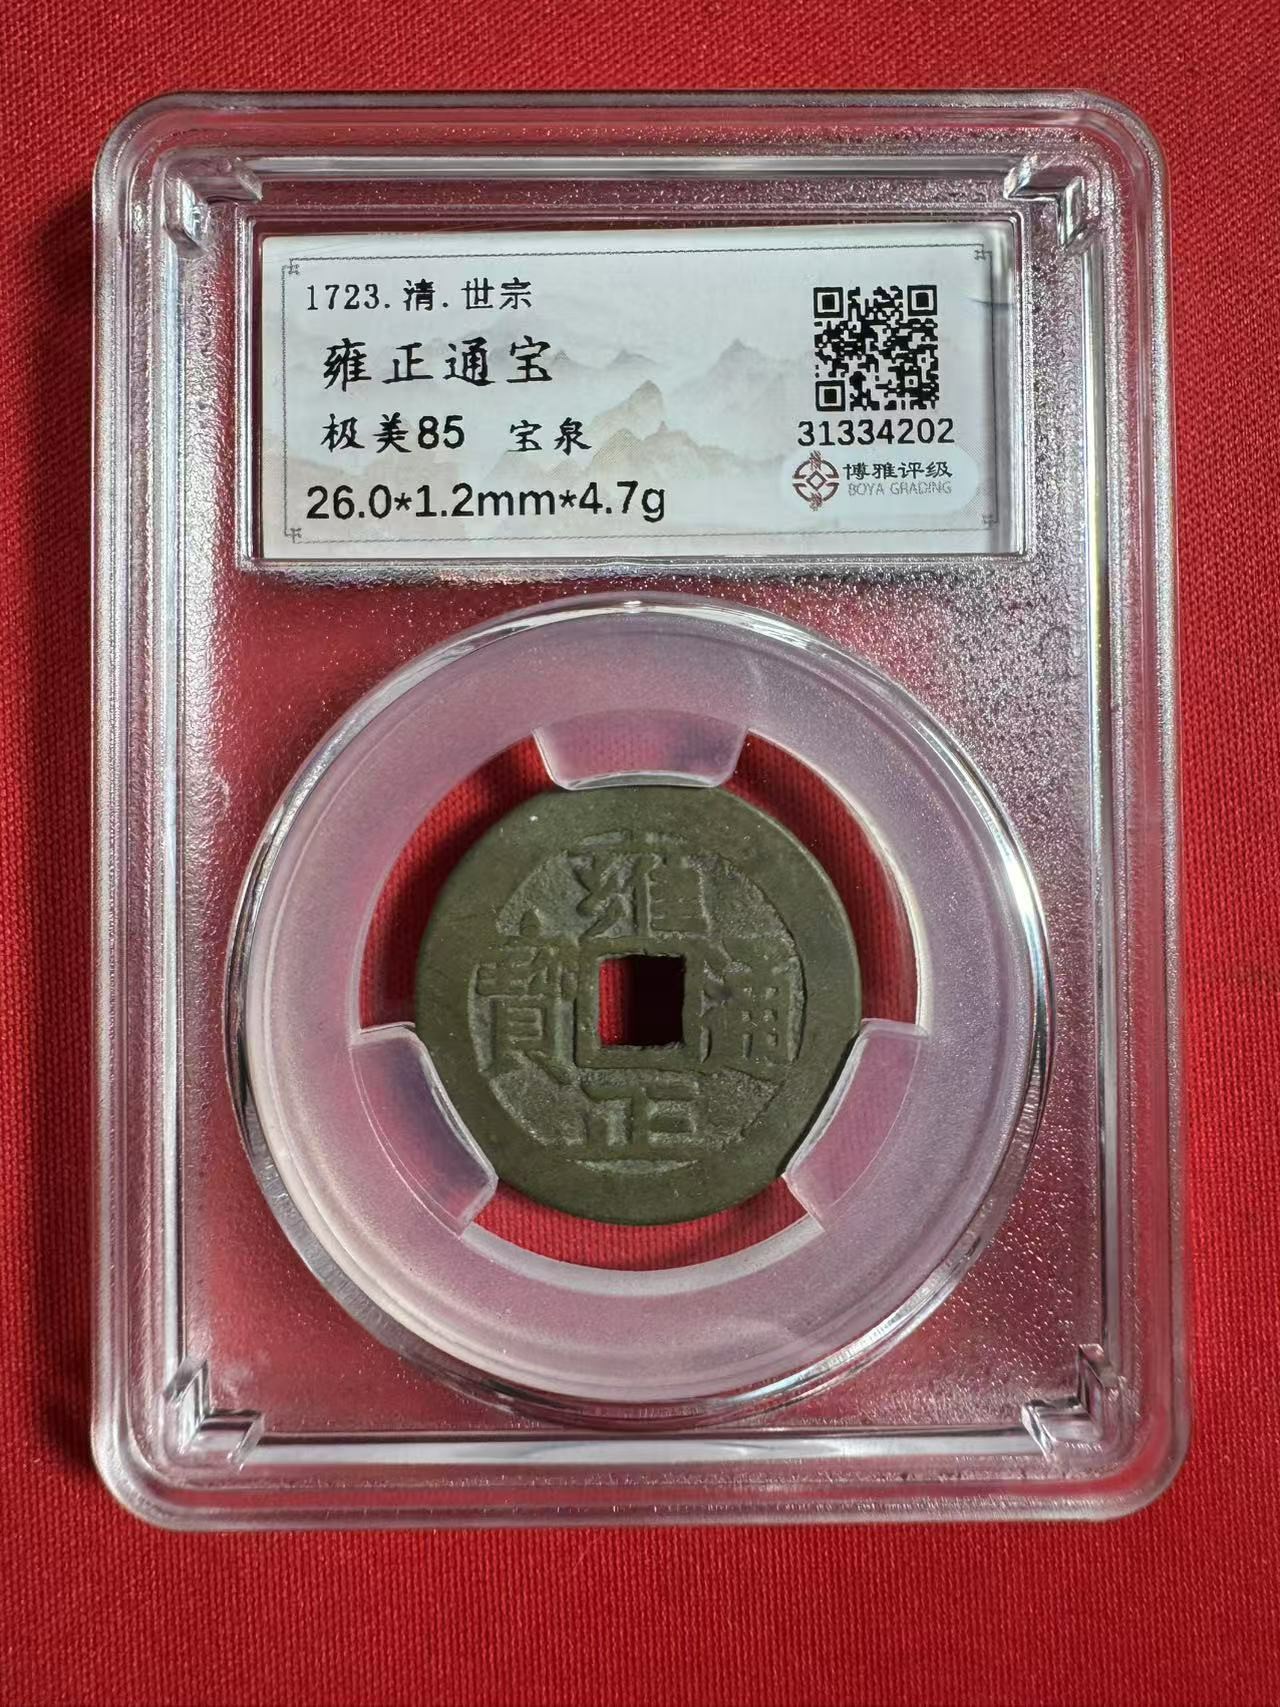 1723.清.世宗
雍正通宝
极美85 宝泉
26.0*1.2mm*4.7g
31334202
博雅评级
BOYA GRADING
雍正通寶